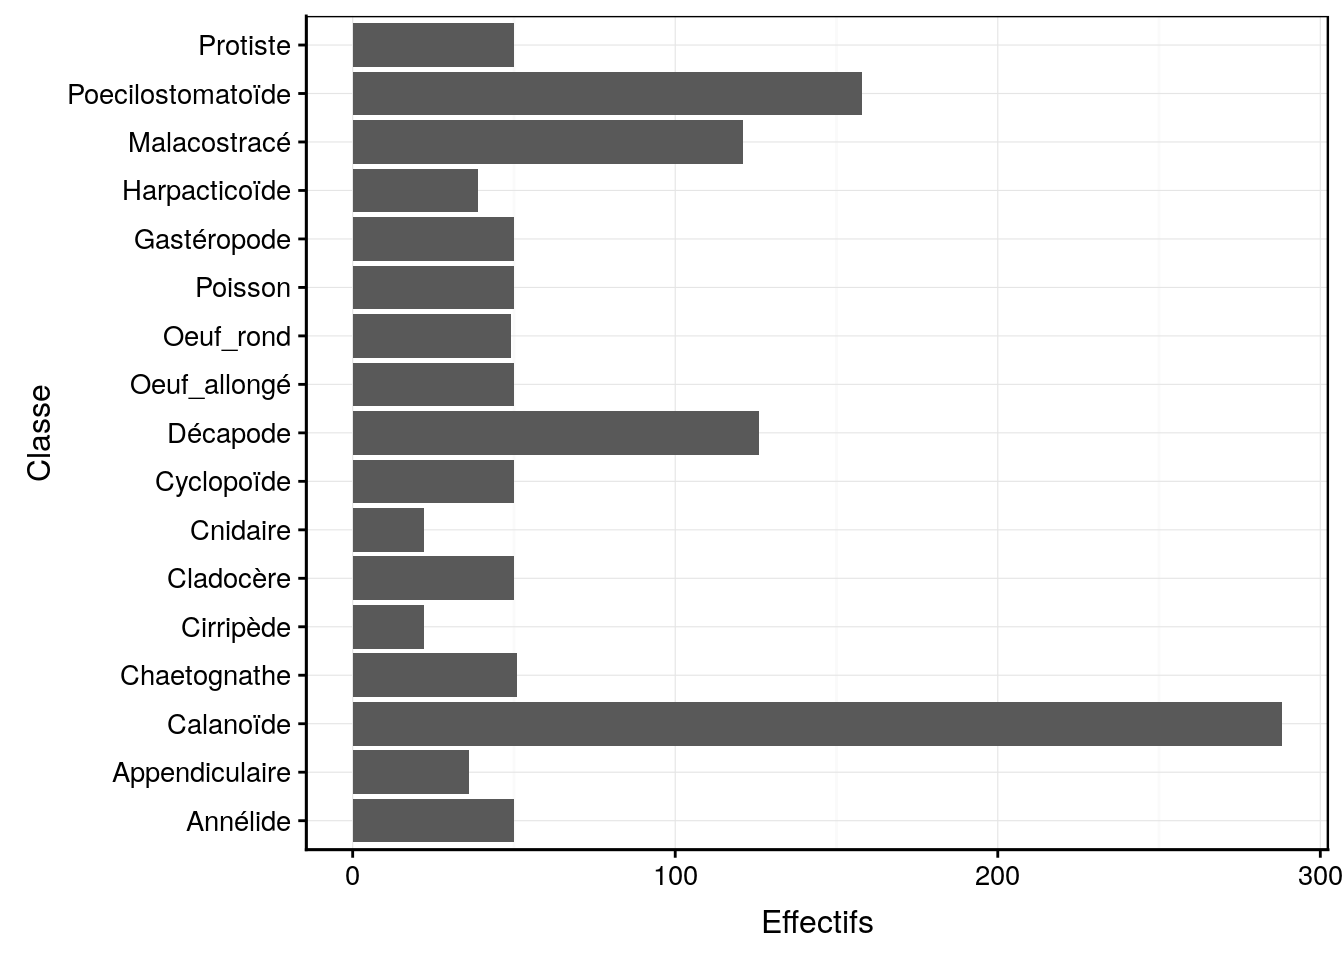 Protiste
Poecilostomatoïde
Malacostracé
Harpacticoïde
Gastéropode
Poisson
Oeuf_rond
Oeuf_allongé
Décapode
Cyclopoïde
Cnidaire
Cladocère
Cirripède
Chaetognathe
Calanoïde
Appendiculaire
Annélide
Classe
0 100 200 300
Effectifs